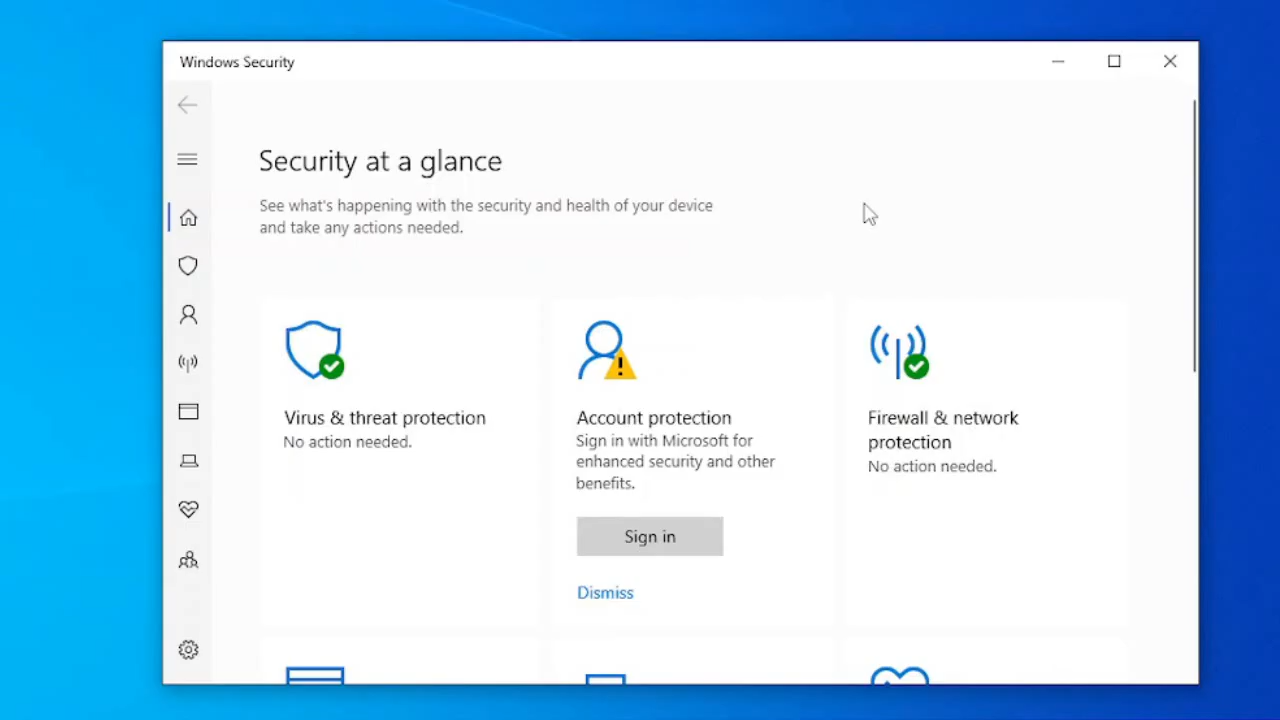 Windows Security
Security at a glance
See what's happening with the security and health of your device
and take any actions needed.
Virus & threat protection
No action needed.
Account protection
Sign in with Microsoft for
enhanced security and other
benefits.
Sign in
Dismiss
Firewall & network
protection
No action needed.